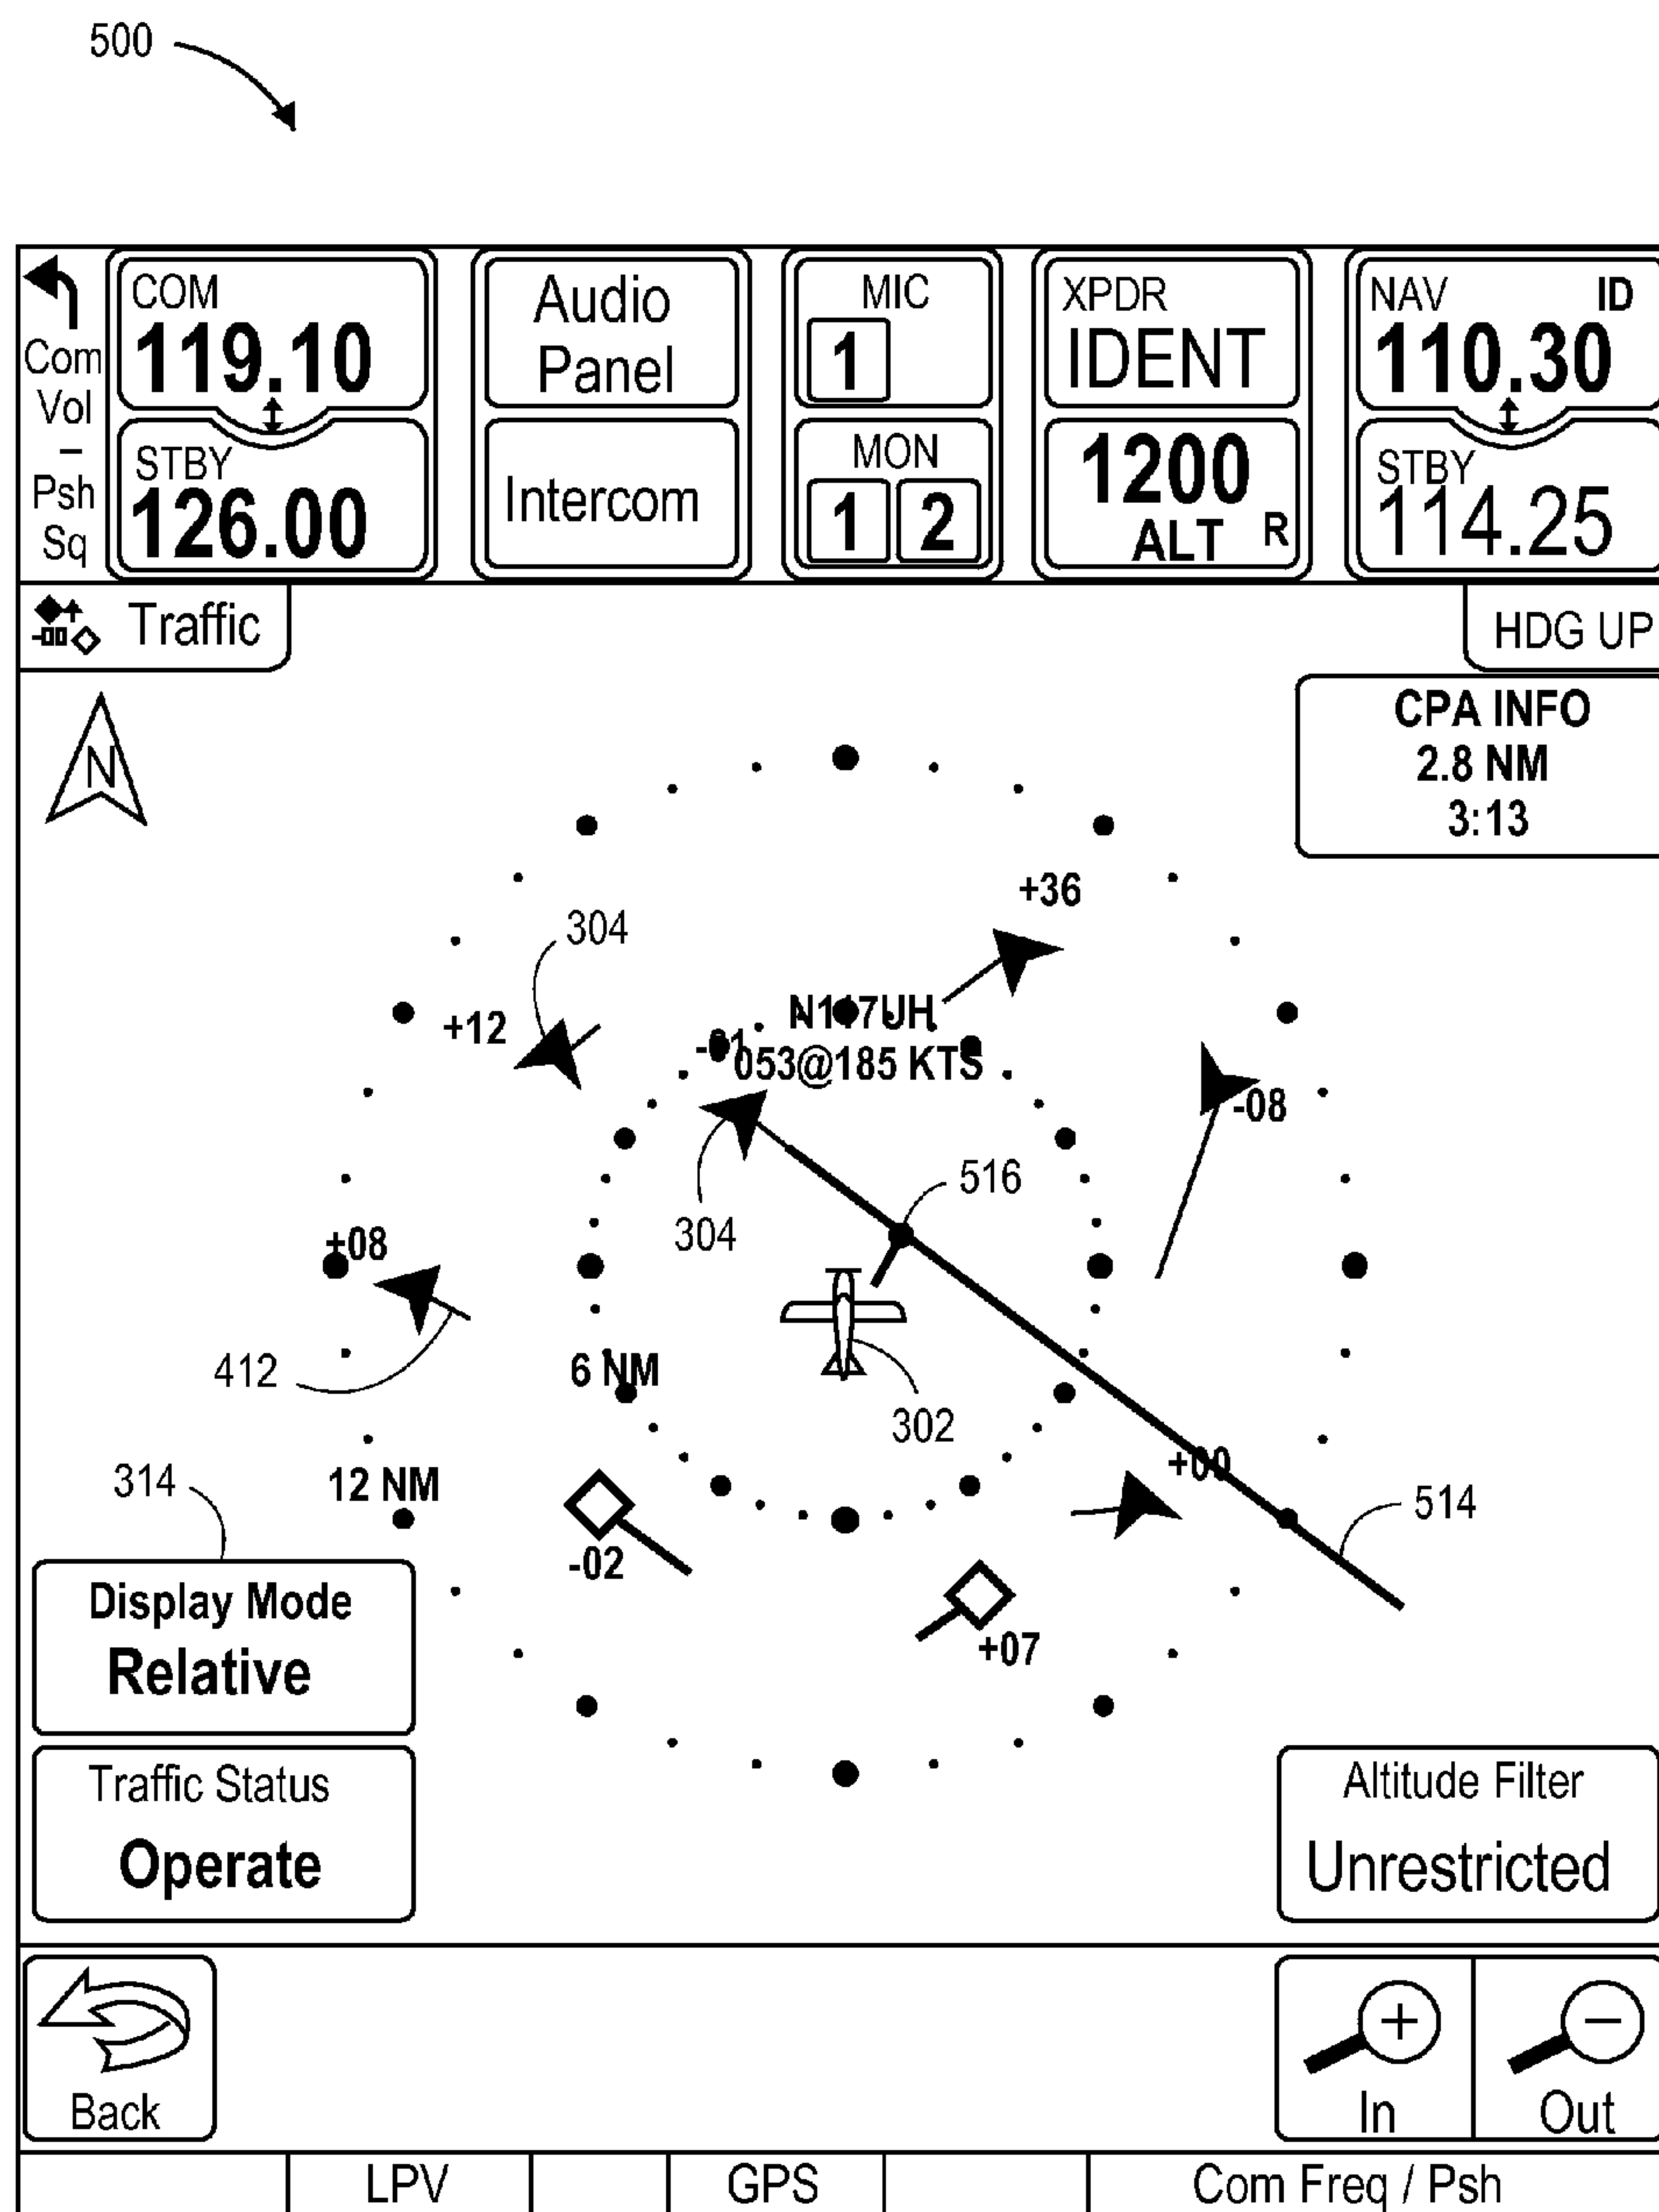 500
Com
Vol
–
Psh
Sq
COM
119.10
STBY
126.00
Audio
Panel
Intercom
MIC
1
MON
1 2
XPDR
IDENT
1200
ALT R
NAV ID
110.30
STBY
114.25
-00 Traffic
HDG UP
N
CPA INFO
2.8 NM
3:13
+36
304
+12
N117UH
-01
053@185 KTS
-08
516
304
+08
412
6 NM
302
+00
314
12 NM
514
-02
+07
Display Mode
Relative
Traffic Status
Operate
Altitude Filter
Unrestricted
Back
In
Out
LPV
GPS
Com Freq / Psh